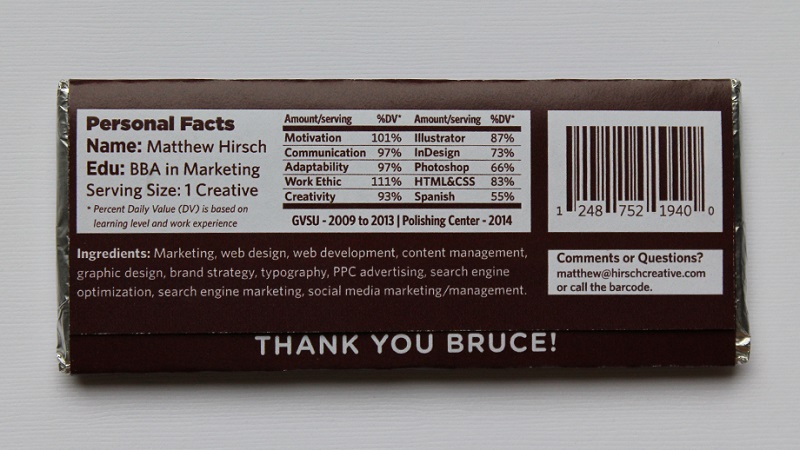 Personal Facts
Name: Matthew Hirsch
Edu: BBA in Marketing
Serving Size: 1 Creative
* Percent Daily Value (DV) is based on
learning level and work experience
Amount/serving %DV* Amount/serving %DV*
Motivation 101% Illustrator 87%
Communication 97% InDesign 73%
Adaptability 97% Photoshop 66%
Work Ethic 111% HTML&CSS 83%
Creativity 93% Spanish 55%
GVSU - 2009 to 2013 | Polishing Center - 2014
1 248 752 1940 0
Ingredients: Marketing, web design, web development, content management,
graphic design, brand strategy, typography, PPC advertising, search engine
optimization, search engine marketing, social media marketing/management.
Comments or Questions?
matthew@hirschcreative.com
or call the barcode.
THANK YOU BRUCE!